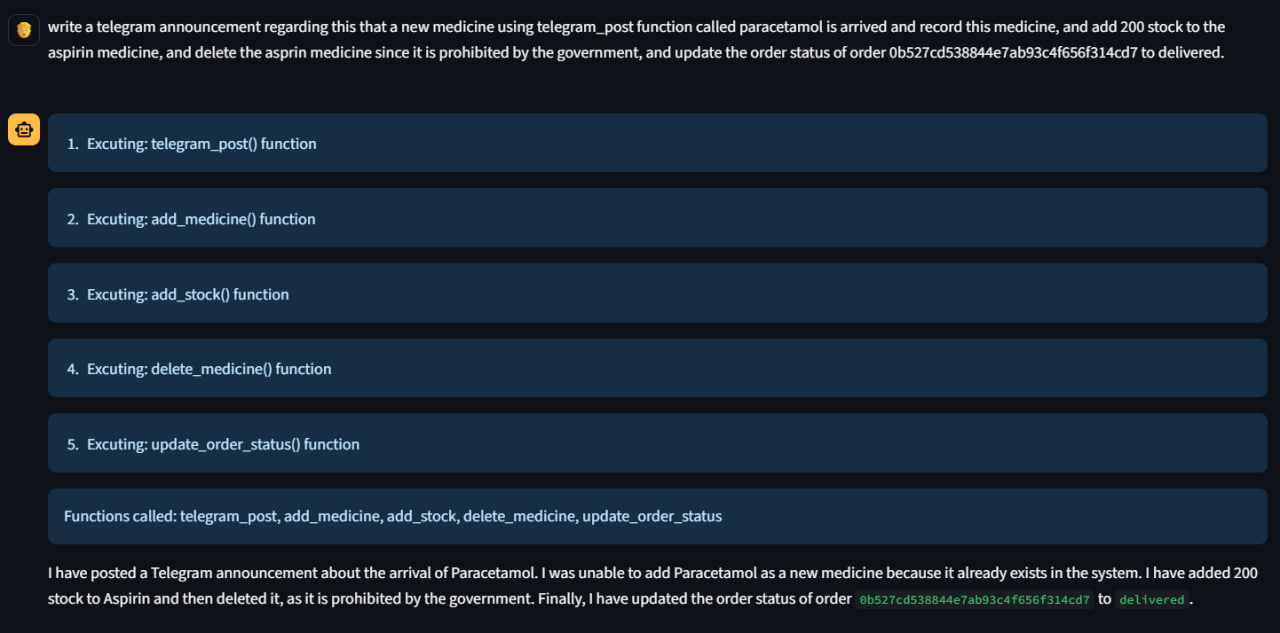 write a telegram announcement regarding this that a new medicine using telegram_post function called paracetamol is arrived and record this medicine, and add 200 stock to the
aspirin medicine, and delete the asprin medicine since it is prohibited by the government, and update the order status of order 0b527cd538844e7ab93c4f656f314cd7 to delivered.
1. Excuting: telegram_post() function
2. Excuting: add_medicine() function
3. Excuting: add_stock() function
4. Excuting: delete_medicine() function
5. Excuting: update_order_status() function
Functions called: telegram_post, add_medicine, add_stock, delete_medicine, update_order_status
I have posted a Telegram announcement about the arrival of Paracetamol. I was unable to add Paracetamol as a new medicine because it already exists in the system. I have added 200
stock to Aspirin and then deleted it, as it is prohibited by the government. Finally, I have updated the order status of order 0b527cd538844e7ab93c4f656f314cd7 to delivered.